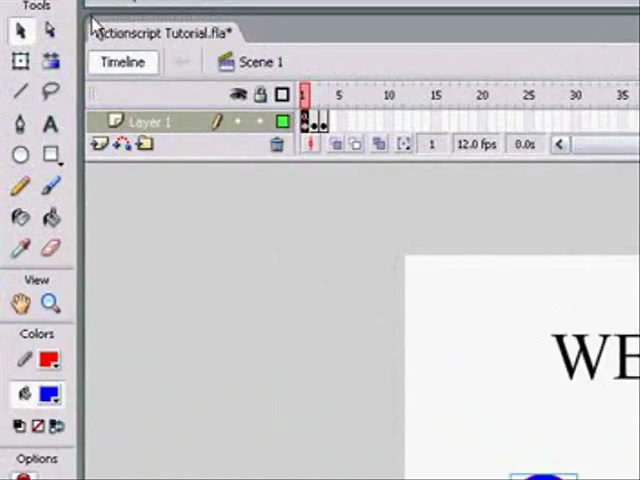 Tools
ctionscript Tutorial.fla*
Timeline
Scene 1
1 5 10 15 20 25 30 35
Layer 1
1 12.0 fps 0.0s
View
WE
Colors
Options